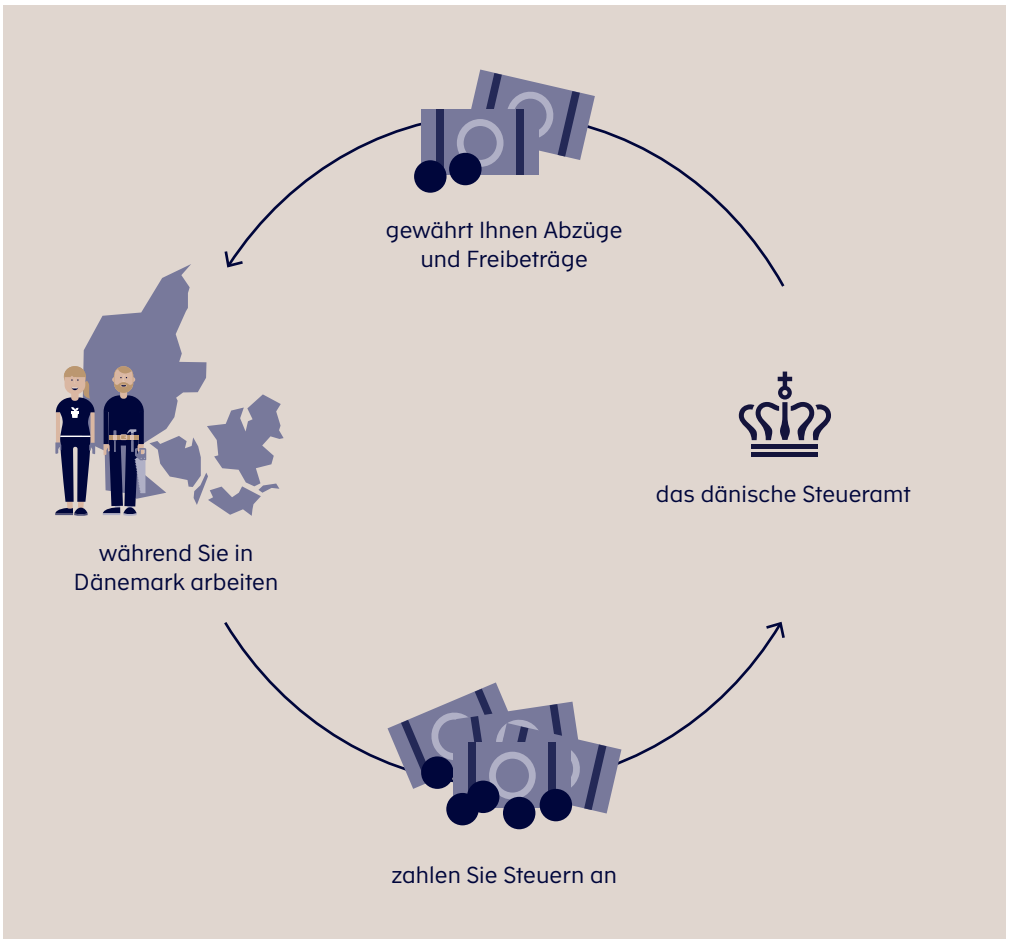 gewährt Ihnen Abzüge
und Freibeträge
das dänische Steueramt
während Sie in
Dänemark arbeiten
zahlen Sie Steuern an